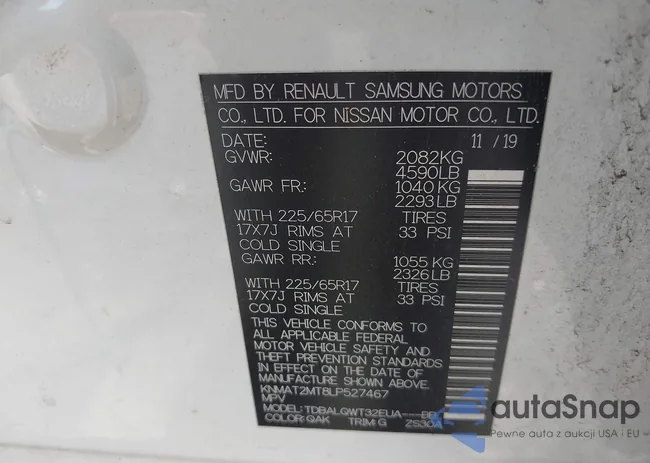 MFD BY RENAULT SAMSUNG MOTORS
CO., LTD. FOR NISSAN MOTOR CO., LTD.
DATE: 11 / 19
GVWR: 2082KG
4590LB
GAWR FR: 1040 KG
2293 LB
WITH 225/65R17 TIRES
17X7J RIMS AT 33 PSI
COLD SINGLE
GAWR RR: 1055 KG
2326 LB
WITH 225/65R17 TIRES
17X7J RIMS AT 33 PSI
COLD SINGLE
THIS VEHICLE CONFORMS TO
ALL APPLICABLE FEDERAL
MOTOR VEHICLE SAFETY AND
THEFT PREVENTION STANDARDS
IN EFFECT ON THE DATE OF
MANUFACTURE SHOWN ABOVE.
KNMAT2MT8LP527467
MPV
MODEL: TDBALQWT32EUA---
COLOR: QAK TRIM: G
autoSnap
Pewne auta z aukcji USA i EU